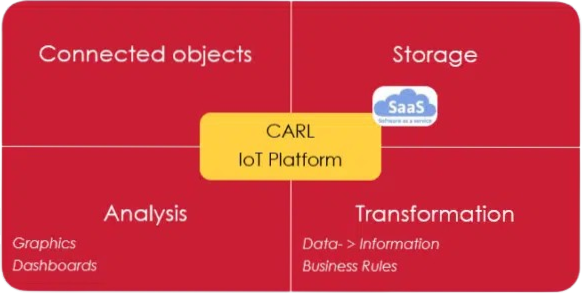 Connected objects
Storage
SaaS
Software as a service
CARL
IoT Platform
Analysis
Graphics
Dashboards
Transformation
Data- > Information
Business Rules